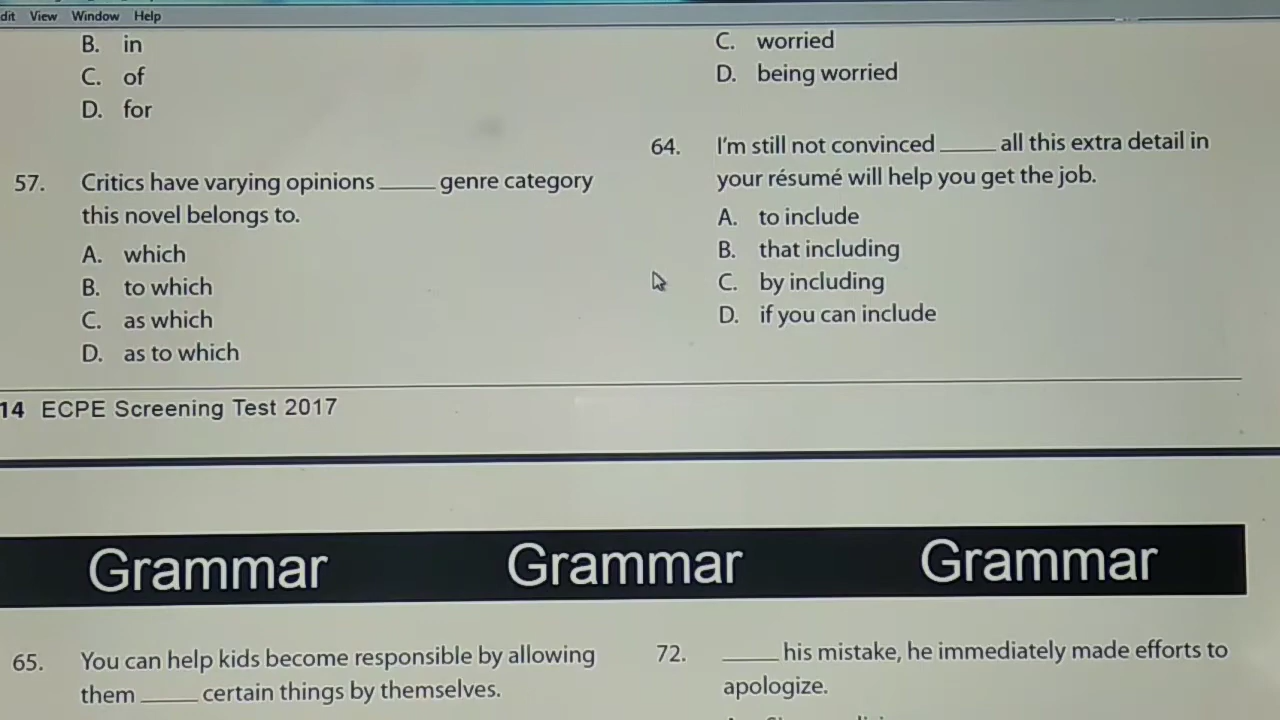 dit View Window Help
B. in
C. of
D. for
57. Critics have varying opinions _____ genre category
this novel belongs to.
A. which
B. to which
C. as which
D. as to which
C. worried
D. being worried
64. I'm still not convinced _____ all this extra detail in
your résumé will help you get the job.
A. to include
B. that including
C. by including
D. if you can include
14 ECPE Screening Test 2017
Grammar Grammar Grammar
65. You can help kids become responsible by allowing
them _____ certain things by themselves.
72. _____ his mistake, he immediately made efforts to
apologize.